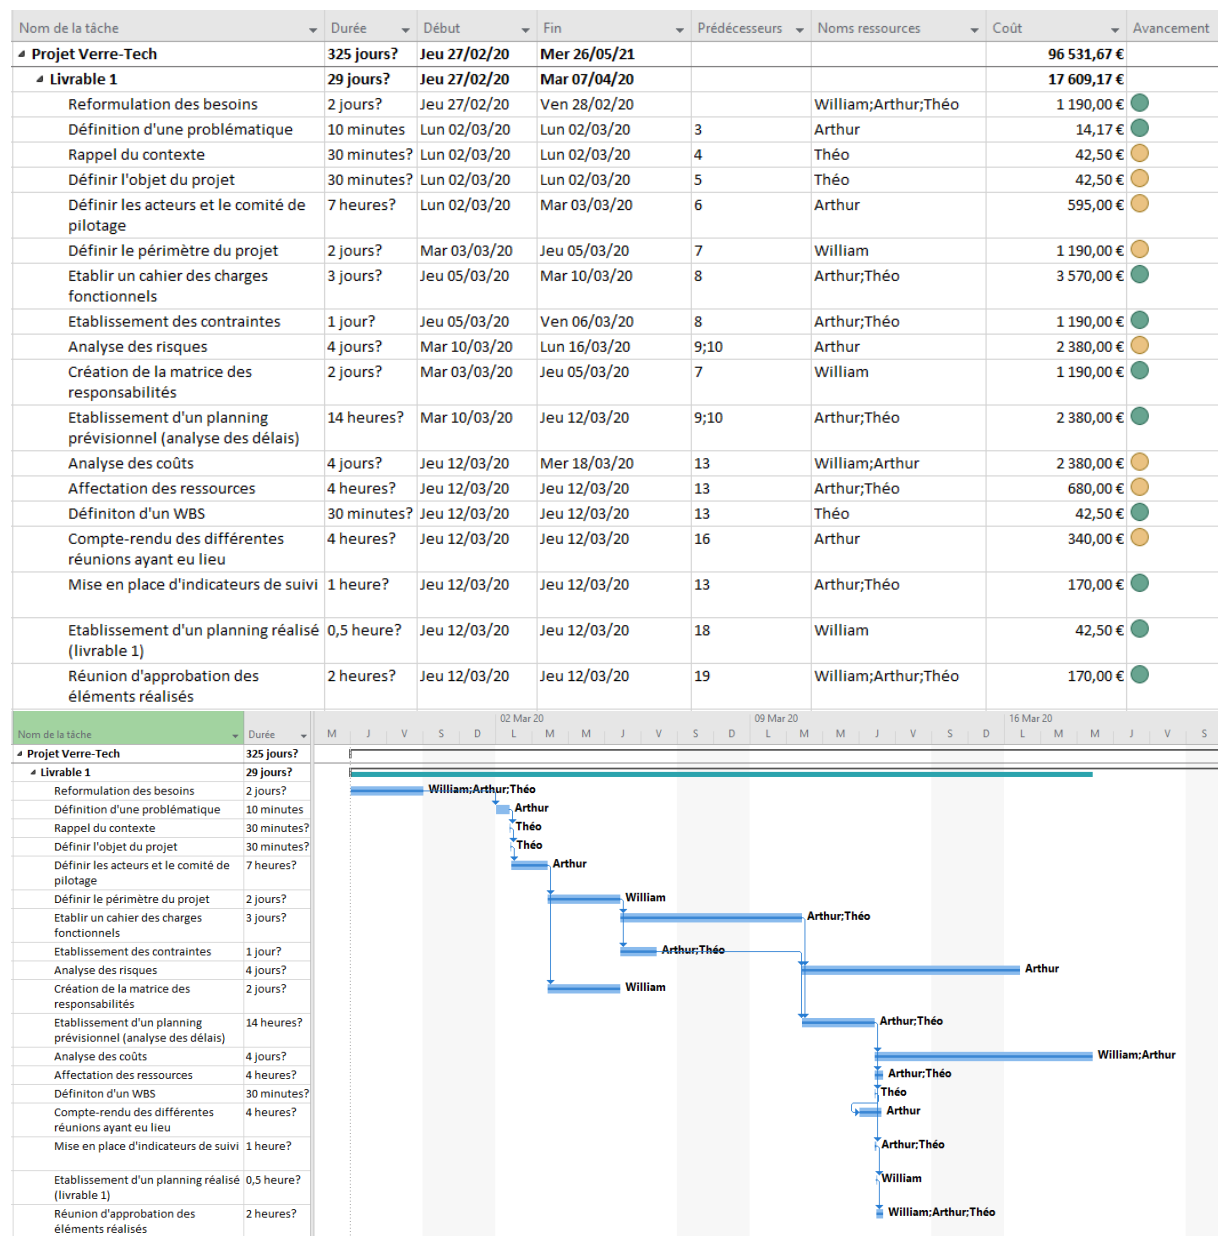 Nom de la tâche Durée Début Fin Prédécesseurs Noms ressources Coût Avancement
Projet Verre-Tech 325 jours? Jeu 27/02/20 Mer 26/05/21 96 531,67 €
Livrable 1 29 jours? Jeu 27/02/20 Mar 07/04/20 17 609,17 €
Reformulation des besoins 2 jours? Jeu 27/02/20 Ven 28/02/20 William;Arthur;Théo 1 190,00 €
Définition d'une problématique 10 minutes Lun 02/03/20 Lun 02/03/20 3 Arthur 14,17 €
Rappel du contexte 30 minutes? Lun 02/03/20 Lun 02/03/20 4 Théo 42,50 €
Définir l'objet du projet 30 minutes? Lun 02/03/20 Lun 02/03/20 5 Théo 42,50 €
Définir les acteurs et le comité de 7 heures? Lun 02/03/20 Mar 03/03/20 6 Arthur 595,00 €
pilotage
Définir le périmètre du projet 2 jours? Mar 03/03/20 Jeu 05/03/20 7 William 1 190,00 €
Etablir un cahier des charges 3 jours? Jeu 05/03/20 Mar 10/03/20 8 Arthur;Théo 3 570,00 €
fonctionnels
Etablissement des contraintes 1 jour? Jeu 05/03/20 Ven 06/03/20 8 Arthur;Théo 1 190,00 €
Analyse des risques 4 jours? Mar 10/03/20 Lun 16/03/20 9;10 Arthur 2 380,00 €
Création de la matrice des 2 jours? Mar 03/03/20 Jeu 05/03/20 7 William 1 190,00 €
responsabilités
Etablissement d'un planning 14 heures? Mar 10/03/20 Jeu 12/03/20 9;10 Arthur;Théo 2 380,00 €
prévisionnel (analyse des délais)
Analyse des coûts 4 jours? Jeu 12/03/20 Mer 18/03/20 13 William;Arthur 2 380,00 €
Affectation des ressources 4 heures? Jeu 12/03/20 Jeu 12/03/20 13 Arthur;Théo 680,00 €
Définiton d'un WBS 30 minutes? Jeu 12/03/20 Jeu 12/03/20 13 Théo 42,50 €
Compte-rendu des différentes 4 heures? Jeu 12/03/20 Jeu 12/03/20 16 Arthur 340,00 €
réunions ayant eu lieu
Mise en place d'indicateurs de suivi 1 heure? Jeu 12/03/20 Jeu 12/03/20 13 Arthur;Théo 170,00 €
Etablissement d'un planning réalisé 0,5 heure? Jeu 12/03/20 Jeu 12/03/20 18 William 42,50 €
(livrable 1)
Réunion d'approbation des 2 heures? Jeu 12/03/20 Jeu 12/03/20 19 William;Arthur;Théo 170,00 €
éléments réalisés
02 Mar 20 09 Mar 20 16 Mar 20
Nom de la tâche Durée M J V S D L M M J V S D L M M J V S D L M M J V S
Projet Verre-Tech 325 jours?
Livrable 1 29 jours?
Reformulation des besoins 2 jours? William;Arthur;Théo
Définition d'une problématique 10 minutes Arthur
Rappel du contexte 30 minutes? Théo
Définir l'objet du projet 30 minutes? Théo
Définir les acteurs et le comité de 7 heures? Arthur
pilotage
Définir le périmètre du projet 2 jours? William
Etablir un cahier des charges 3 jours? Arthur;Théo
fonctionnels
Etablissement des contraintes 1 jour? Arthur;Théo
Analyse des risques 4 jours? Arthur
Création de la matrice des 2 jours? William
responsabilités
Etablissement d'un planning 14 heures? Arthur;Théo
prévisionnel (analyse des délais)
Analyse des coûts 4 jours? William;Arthur
Affectation des ressources 4 heures? Arthur;Théo
Définiton d'un WBS 30 minutes? Théo
Compte-rendu des différentes 4 heures? Arthur
réunions ayant eu lieu
Mise en place d'indicateurs de suivi 1 heure? Arthur;Théo
Etablissement d'un planning réalisé 0,5 heure? William
(livrable 1)
Réunion d'approbation des 2 heures? William;Arthur;Théo
éléments réalisés